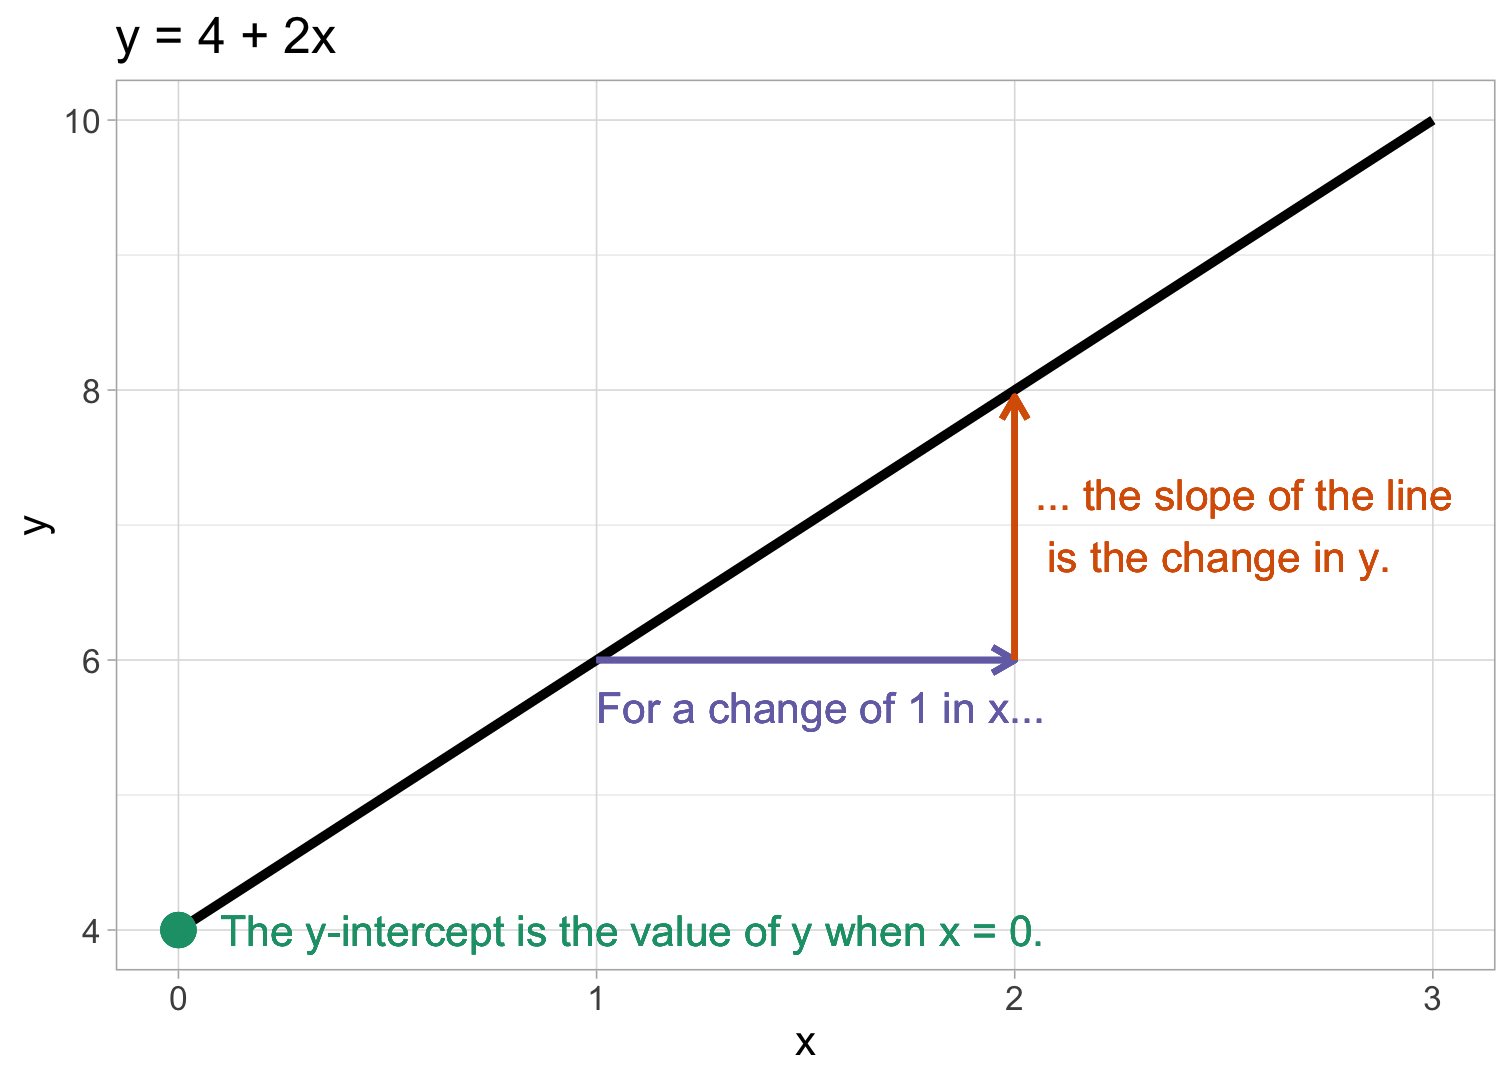 y = 4 + 2x
10
8
6
4
y
... the slope of the line
is the change in y.
For a change of 1 in x...
The y-intercept is the value of y when x = 0.
0
1
2
3
x